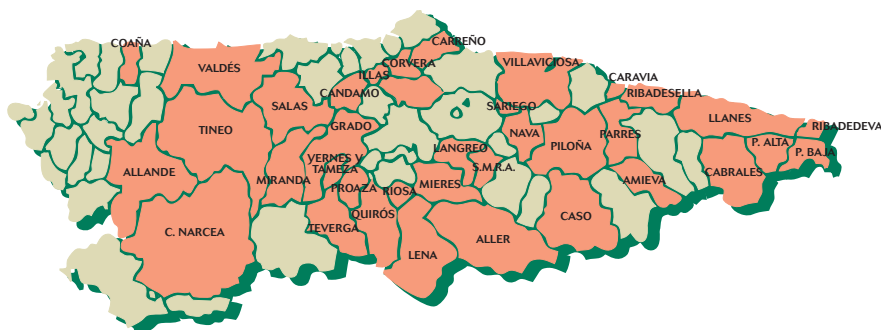 COAÑA
CARREÑO
VALDÉS
CORVERA
VILLAVICIOSA
ILLAS
CARAVIA
CANDAMO
RIBADESELLA
SALAS
SARIEGO
LLANES
GRADO
RIBADEDEVA
TINEO
NAVA
PARRES
PILOÑA
P. ALTA
LANGREO
P. BAJA
YERNES Y
TAMEZA
S.M.R.A.
ALLANDE
CABRALES
MIRANDA
AMIEVA
PROAZA
MIERES
RIOSA
QUIRÓS
CASO
TEVERGA
C. NARCEA
ALLER
LENA